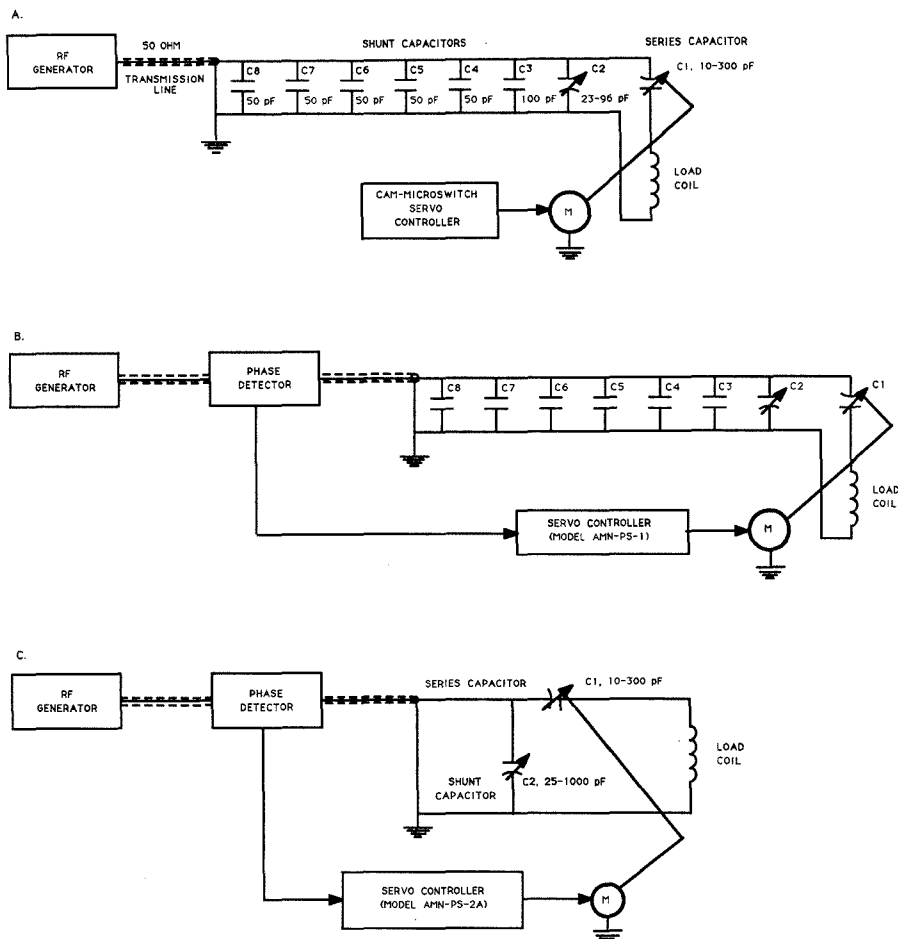 A.
RF
GENERATOR
50 OHM
TRANSMISSION
LINE
SHUNT CAPACITORS
SERIES CAPACITOR
C8
C7
C6
C5
C4
C3
C2
C1, 10-300 pF
50 pF
50 pF
50 pF
50 pF
50 pF
100 pF
23-96 pF
LOAD
COIL
CAM-MICROSWITCH
SERVO
CONTROLLER
M
B.
RF
GENERATOR
PHASE
DETECTOR
C8
C7
C6
C5
C4
C3
C2
C1
LOAD
COIL
SERVO CONTROLLER
(MODEL AMN-PS-1)
M
C.
RF
GENERATOR
PHASE
DETECTOR
SERIES CAPACITOR
C1, 10-300 pF
LOAD
COIL
SHUNT
CAPACITOR
C2, 25-1000 pF
SERVO CONTROLLER
(MODEL AMN-PS-2A)
M